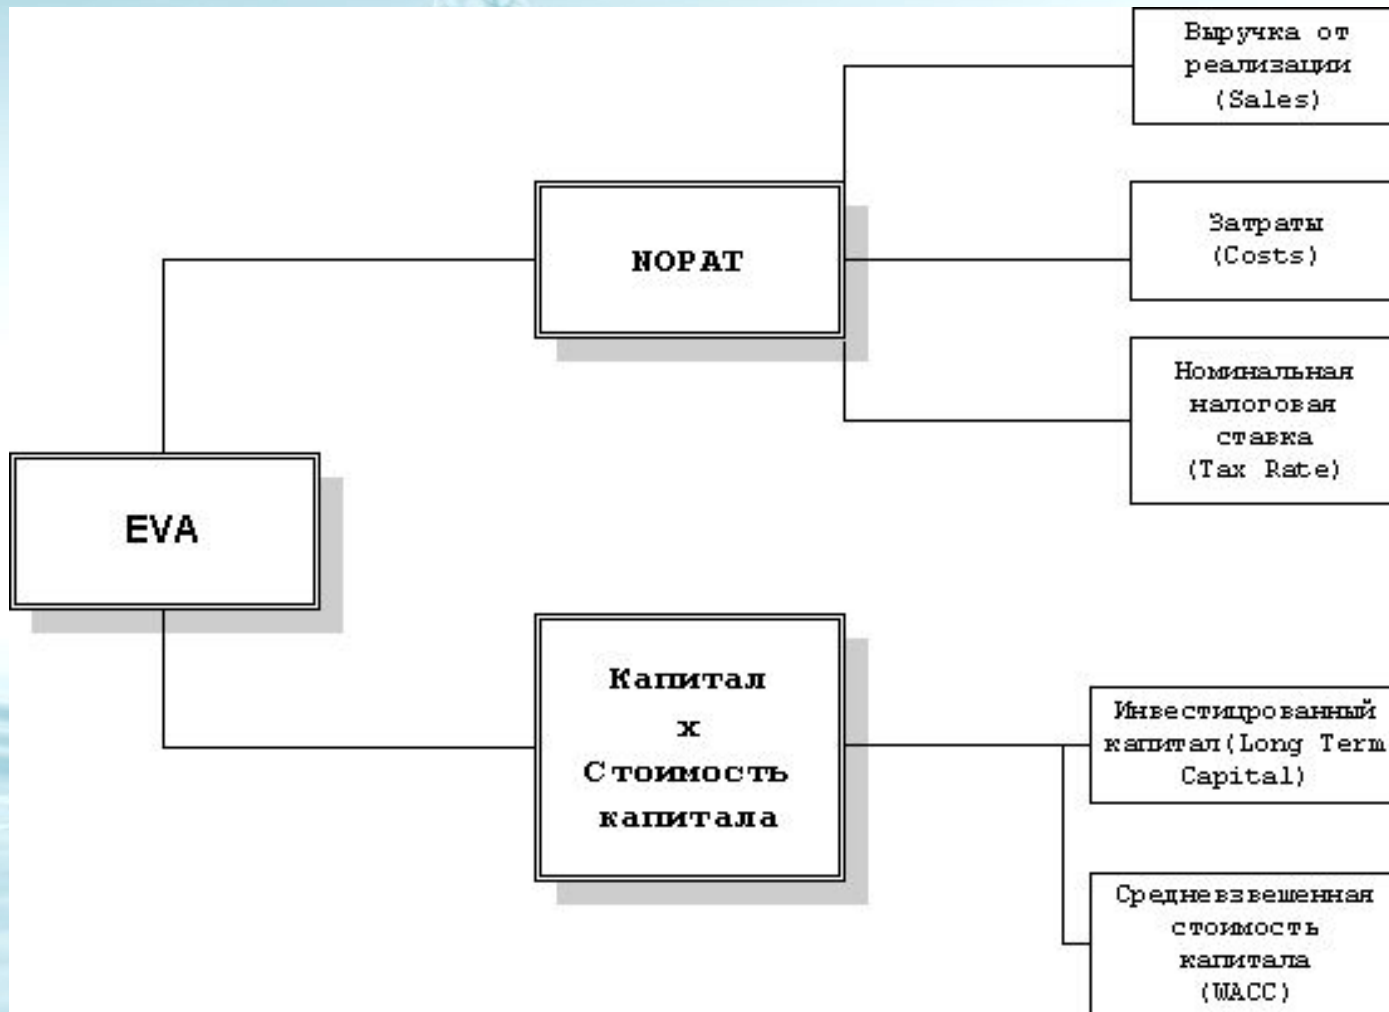 Выручка от
реализации
(Sales)
NOPAT
Затраты
(Costs)
Номинальная
налоговая
ставка
(Tax Rate)
EVA
Капитал
х
Стоимость
капитала
Инвестицрованный
капитал(Long Term
Capital)
Средневзвешенная
стоимость
капитала
(WACC)